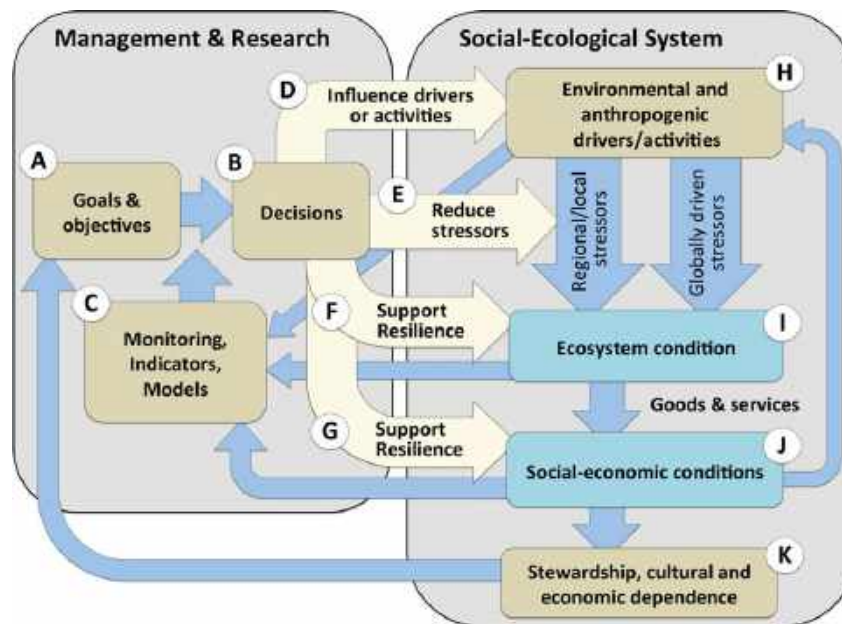 Management & Research
Social-Ecological System
D
Influence drivers
or activities
H
Environmental and
anthropogenic
drivers/activities
A
Goals &
objectives
B
Decisions
E
Reduce
stressors
Regional/local
stressors
Globally driven
stressors
C
Monitoring,
Indicators,
Models
F
Support
Resilience
I
Ecosystem condition
Goods & services
G
Support
Resilience
J
Social-economic conditions
K
Stewardship, cultural and
economic dependence